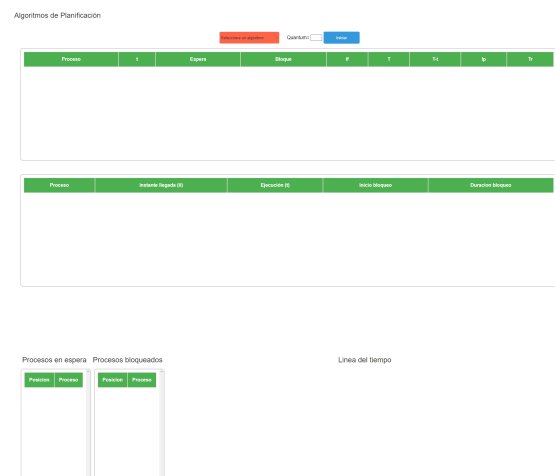 Algoritmos de Planificación
Selecciona un algoritmo Quantum: Iniciar
Proceso t Espera Bloque tf T T-t Ip Tr
Proceso Instante llegada (ti) Ejecución (t) Inicio bloqueo Duracion bloqueo
Procesos en espera Procesos bloqueados Linea del tiempo
Posicion Proceso Posicion Proceso